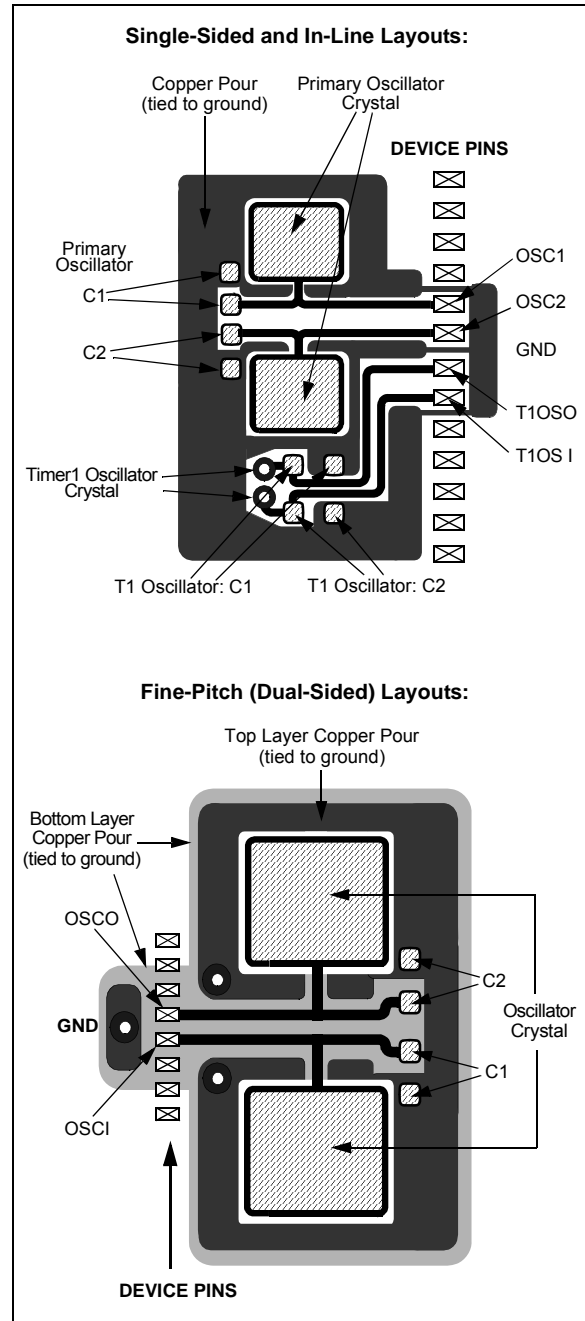 Single-Sided and In-Line Layouts:
Copper Pour
(tied to ground)
Primary Oscillator
Crystal
DEVICE PINS
Primary
Oscillator
C1
C2
OSC1
OSC2
GND
T1OSO
T1OS I
Timer1 Oscillator
Crystal
T1 Oscillator: C1
T1 Oscillator: C2
Fine-Pitch (Dual-Sided) Layouts:
Top Layer Copper Pour
(tied to ground)
Bottom Layer
Copper Pour
(tied to ground)
OSCO
GND
OSCI
C2
Oscillator
Crystal
C1
DEVICE PINS